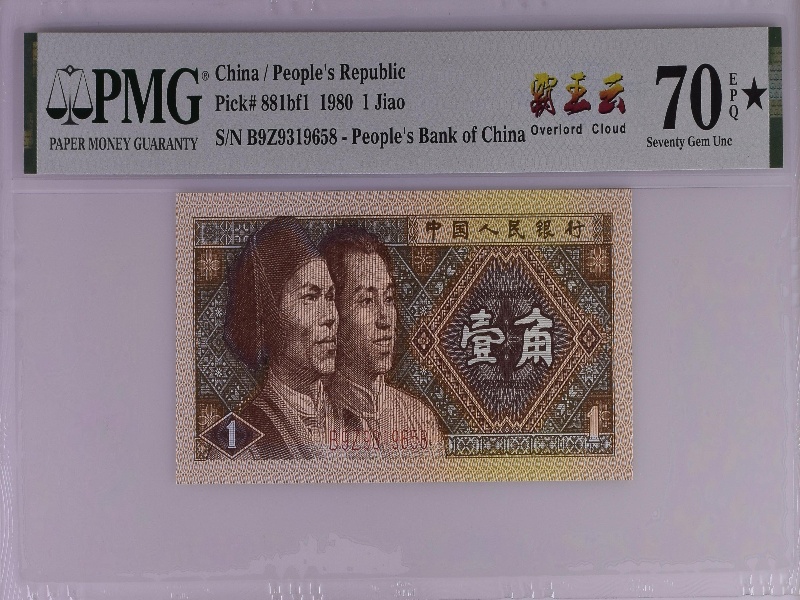 PMG®
PAPER MONEY GUARANTY
China / People's Republic
Pick# 881bf1 1980 1 Jiao
S/N B9Z9319658 - People's Bank of China
霸王云
Overlord Cloud
70 EPQ ★
Seventy Gem Unc
中国人民银行
壹角
1
1